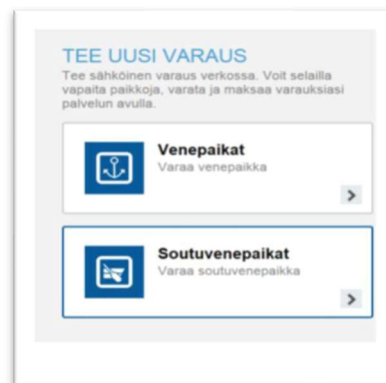 TEE UUSI VARAUS
Tee sähköinen varaus verkossa. Voit selailla
vapaita paikkoja, varata ja maksaa varauksiasi
palvelun avulla.
Venepaikat
Varaa venepaikka
Soutuvenepaikat
Varaa soutuvenepaikka